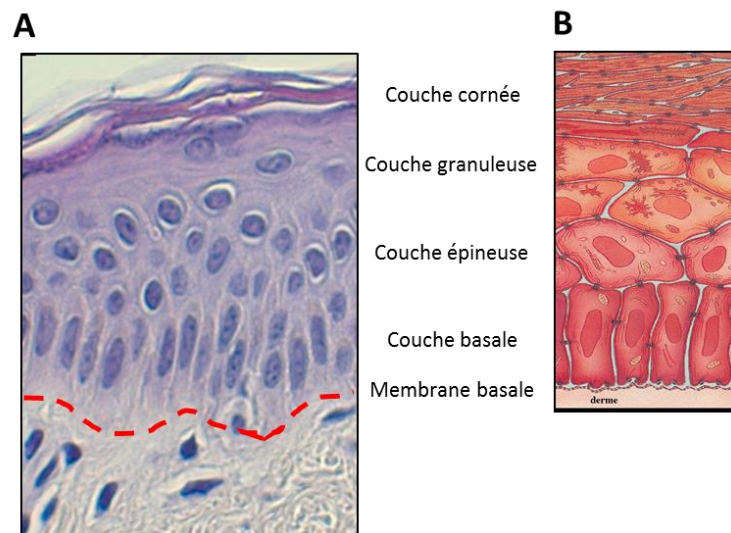 A
B
Couche cornée
Couche granuleuse
Couche épineuse
Couche basale
Membrane basale
derme